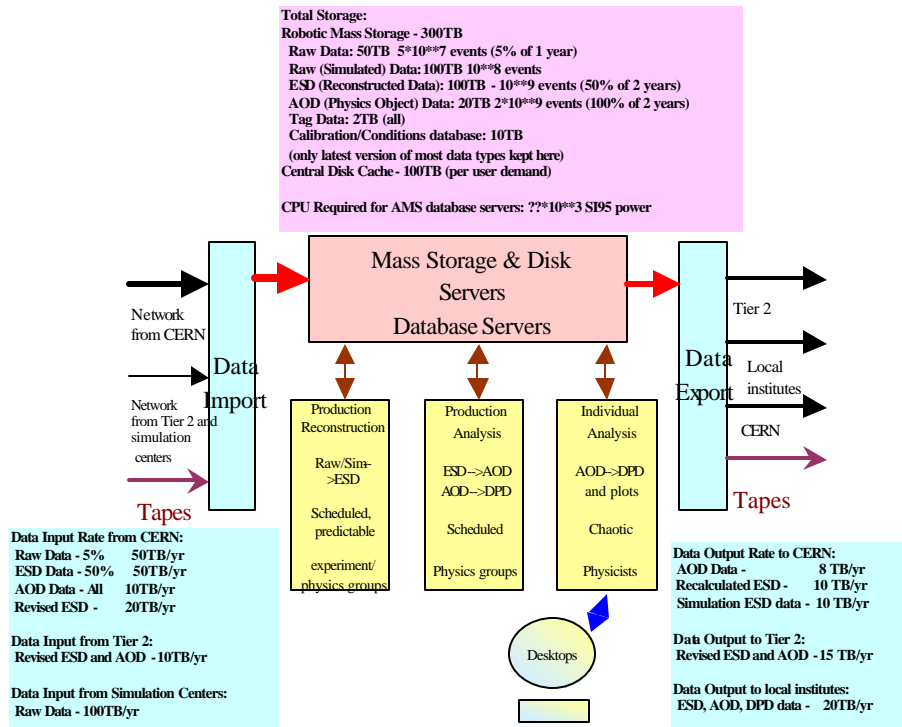 Total Storage:
Robotic Mass Storage - 300TB
Raw Data: 50TB 5*10**7 events (5% of 1 year)
Raw (Simulated) Data: 100TB 10**8 events
ESD (Reconstructed Data): 100TB - 10**9 events (50% of 2 years)
AOD (Physics Object) Data: 20TB 2*10**9 events (100% of 2 years)
Tag Data: 2TB (all)
Calibration/Conditions database: 10TB
(only latest version of most data types kept here)
Central Disk Cache - 100TB (per user demand)
CPU Required for AMS database servers: ??*10**3 SI95 power
Mass Storage & Disk
Servers
Database Servers
Network
from CERN
Network
from Tier 2 and
simulation
centers
Tapes
Data
Import
Production
Reconstruction
Raw/Sim-
->ESD
Scheduled,
predictable
experiment/
physics groups
Production
Analysis
ESD-->AOD
AOD-->DPD
Scheduled
Physics groups
Individual
Analysis
AOD-->DPD
and plots
Chaotic
Physicists
Desktops
Data
Export
Tier 2
Local
institutes
CERN
Tapes
Data Input Rate from CERN:
Raw Data - 5% 50TB/yr
ESD Data - 50% 50TB/yr
AOD Data - All 10TB/yr
Revised ESD - 20TB/yr
Data Input from Tier 2:
Revised ESD and AOD - 10TB/yr
Data Input from Simulation Centers:
Raw Data - 100TB/yr
Data Output Rate to CERN:
AOD Data - 8 TB/yr
Recalculated ESD - 10 TB/yr
Simulation ESD data - 10 TB/yr
Data Output to Tier 2:
Revised ESD and AOD - 15 TB/yr
Data Output to local institutes:
ESD, AOD, DPD data - 20TB/yr